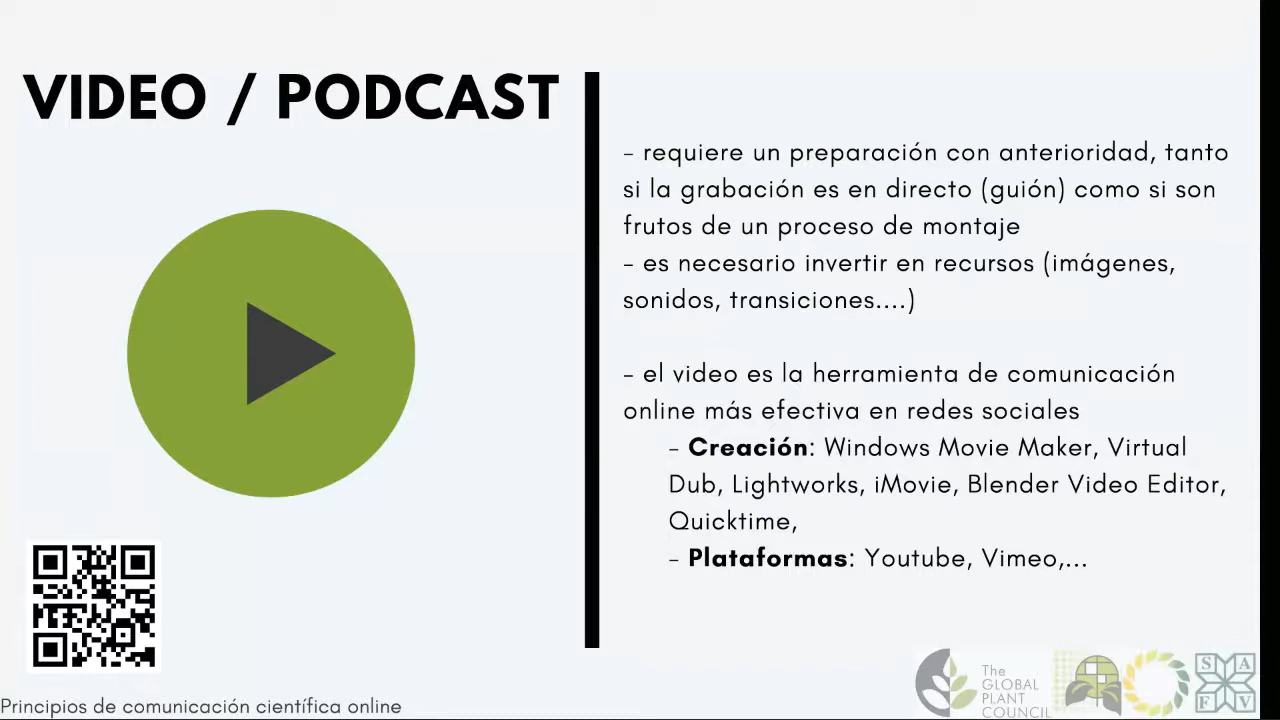 VIDEO / PODCAST
- requiere un preparación con anterioridad, tanto
si la grabación es en directo (guión) como si son
frutos de un proceso de montaje
- es necesario invertir en recursos (imágenes,
sonidos, transiciones....)
- el video es la herramienta de comunicación
online más efectiva en redes sociales
- Creación: Windows Movie Maker, Virtual
Dub, Lightworks, iMovie, Blender Video Editor,
Quicktime,
- Plataformas: Youtube, Vimeo,...
The
GLOBAL
PLANT
COUNCIL
S A
F V
Principios de comunicación científica online